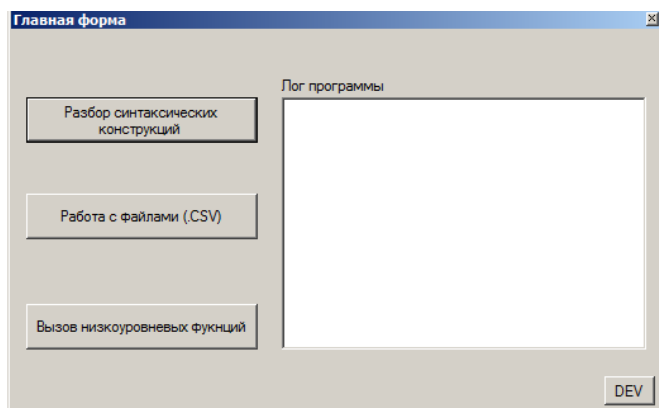 Главная форма
Лог программы
Разбор синтаксических
конструкций
Работа с файлами (.CSV)
Вызов низкоуровневых фукнций
DEV